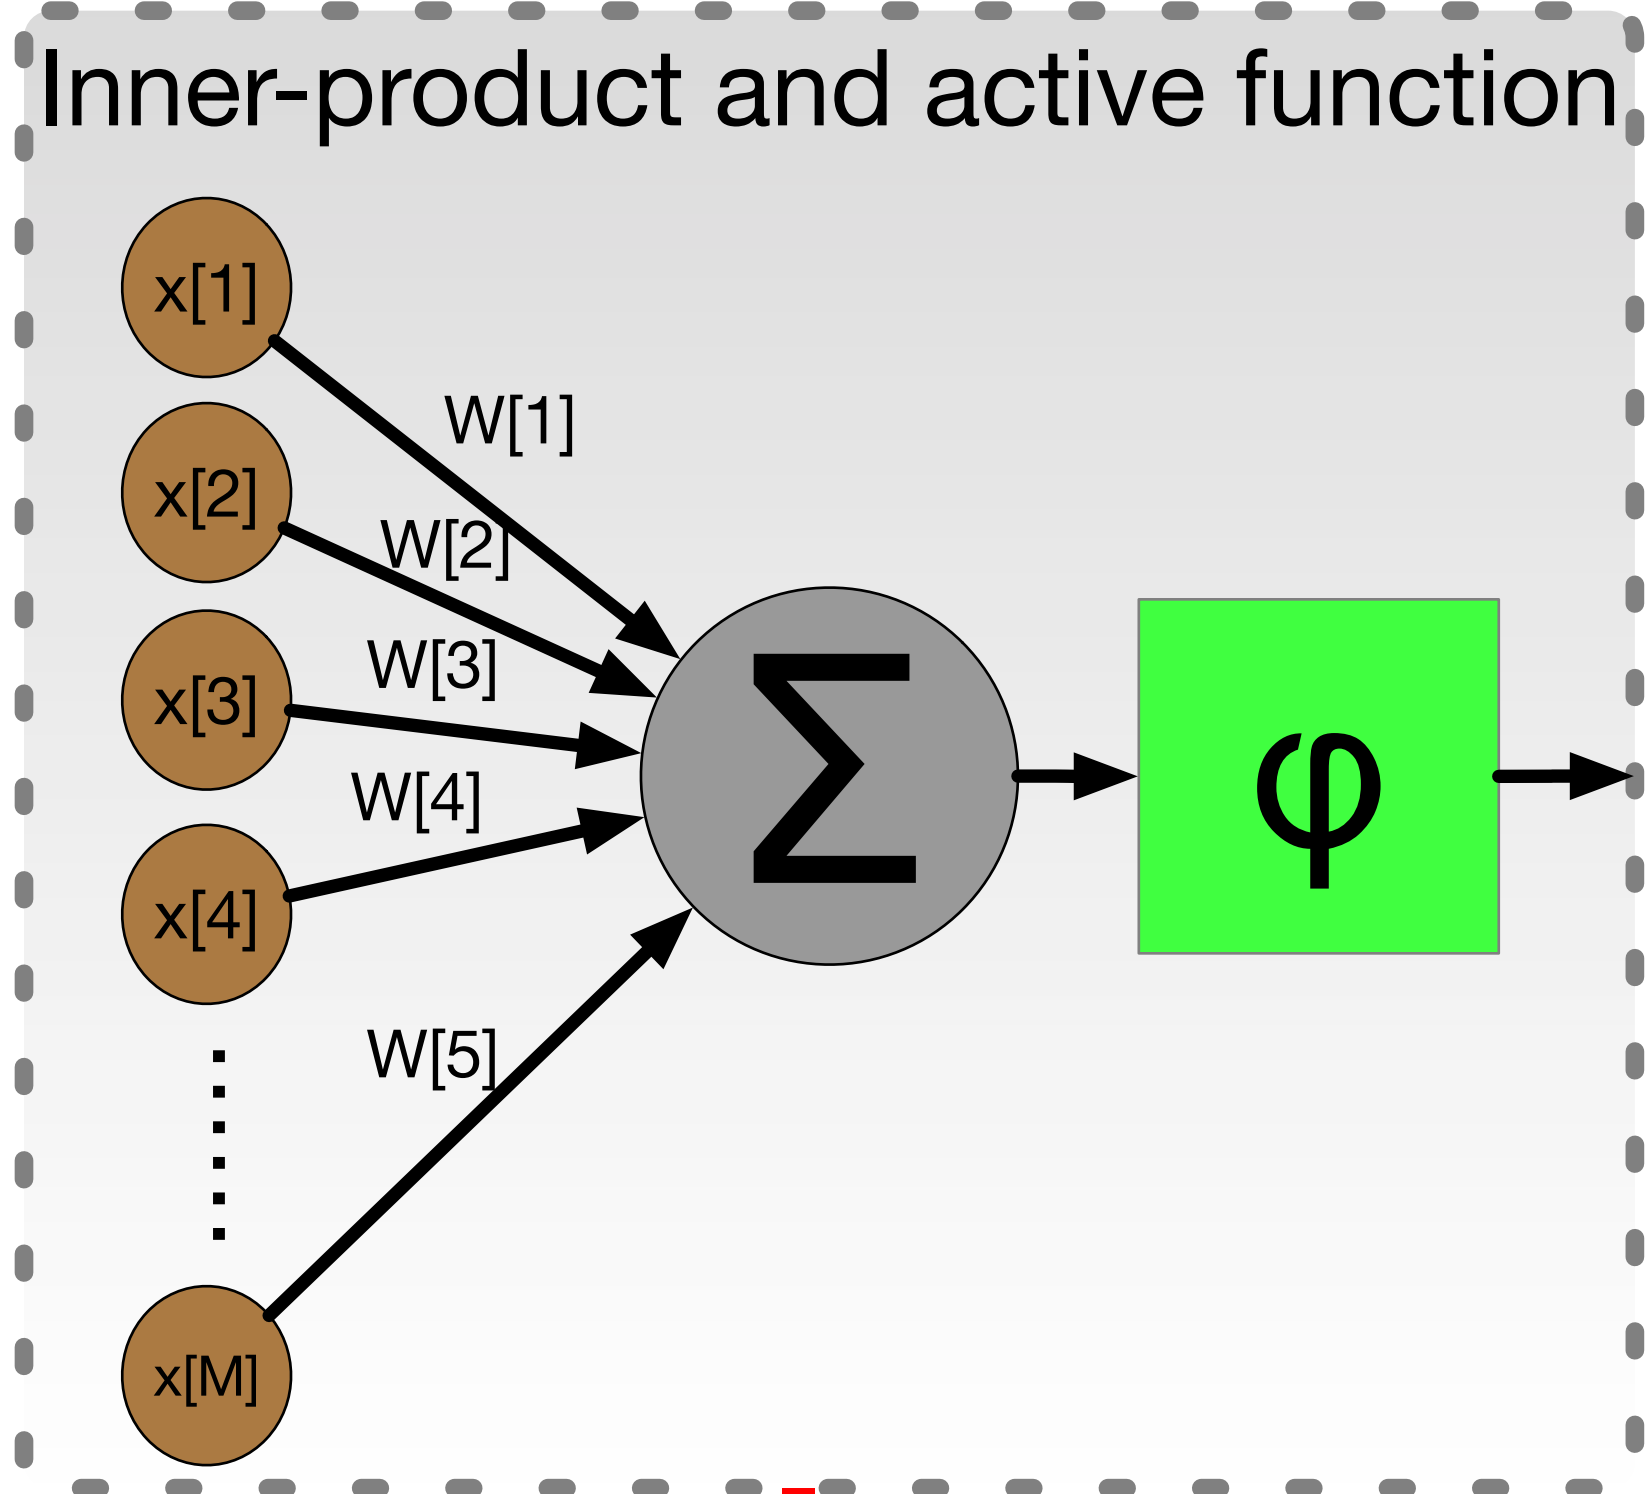 Inner-product and active function
x[1]
W[1]
x[2]
W[2]
W[3]
x[3]
W[4]
x[4]
Σ
φ
W[5]
x[M]